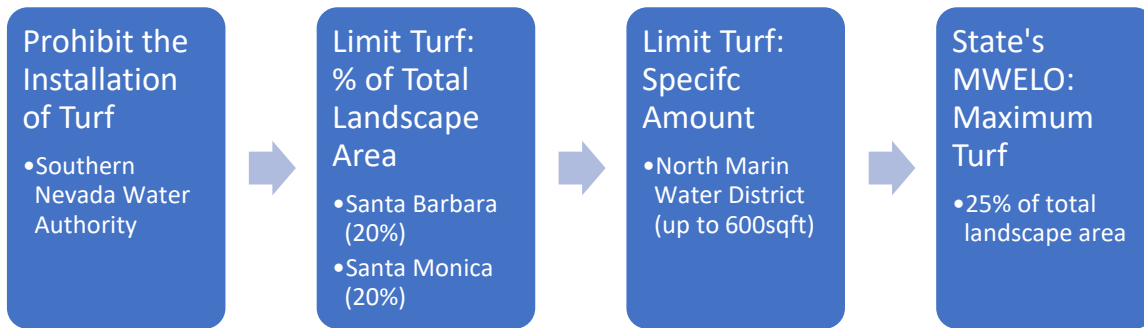 Prohibit the
Installation
of Turf
•Southern
Nevada Water
Authority
Limit Turf:
% of Total
Landscape
Area
•Santa Barbara
(20%)
•Santa Monica
(20%)
Limit Turf:
Specifc
Amount
•North Marin
Water District
(up to 600sqft)
State's
MWELO:
Maximum
Turf
•25% of total
landscape area